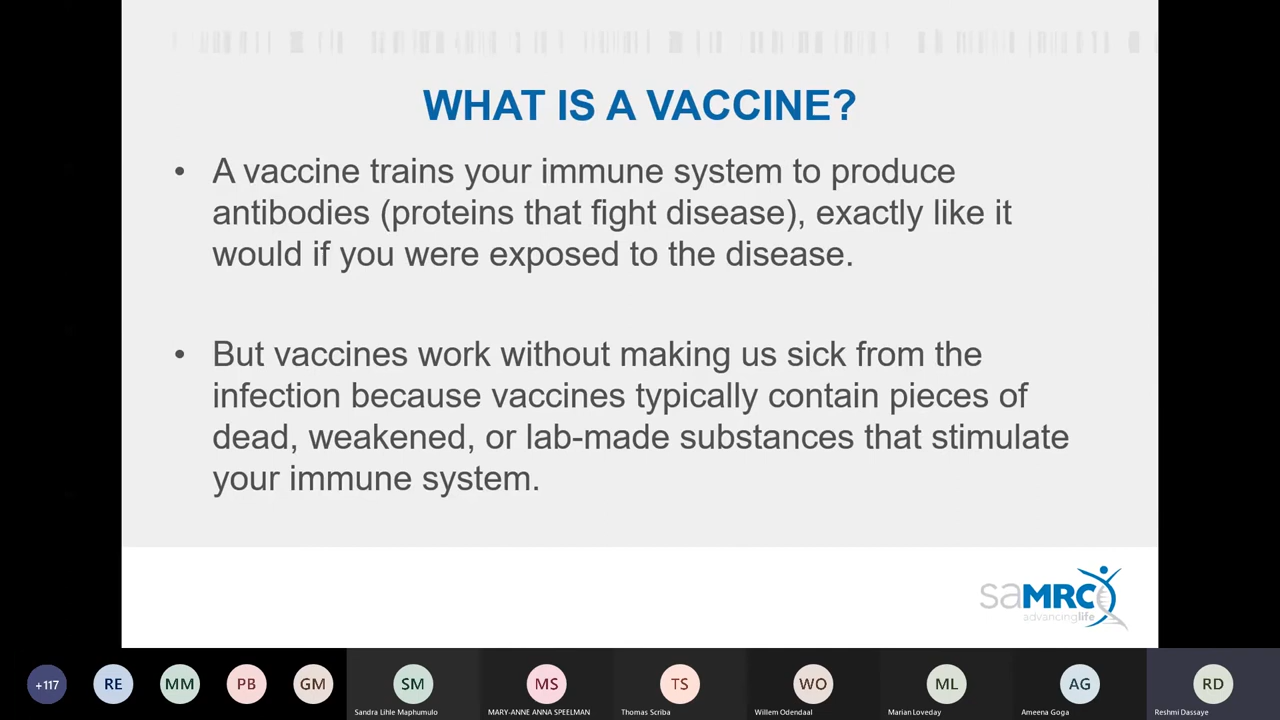 WHAT IS A VACCINE?
• A vaccine trains your immune system to produce
antibodies (proteins that fight disease), exactly like it
would if you were exposed to the disease.
• But vaccines work without making us sick from the
infection because vaccines typically contain pieces of
dead, weakened, or lab-made substances that stimulate
your immune system.
saMRC
advancinglife
+117
RE
MM
PB
GM
SM
MS
TS
WO
ML
AG
RD
Sandra Lihle Maphumulo
MARY-ANNE ANNA SPEELMAN
Thomas Scriba
Willem Odendaal
Marian Loveday
Ameena Goga
Reshmi Dassaye